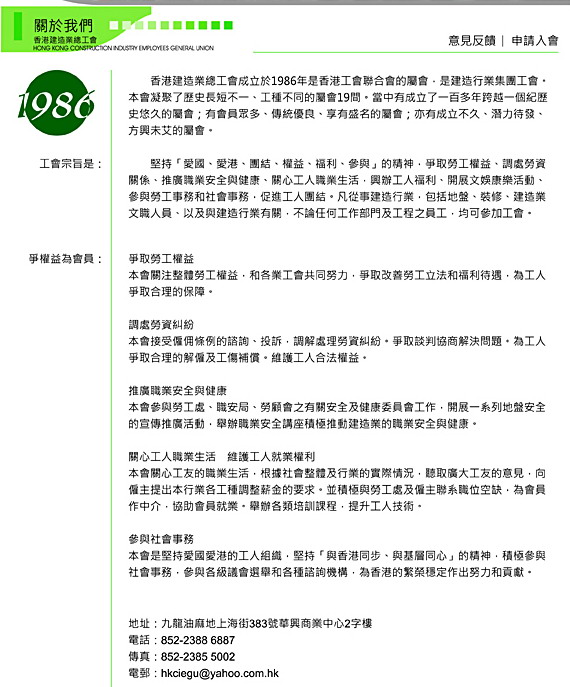 關於我們
香港建造業總工會
HONG KONG CONSTRUCTION INDUSTRY EMPLOYEES GENERAL UNION
意見反饋 | 申請入會
1986
香港建造業總工會成立於1986年是香港工會聯合會的屬會，是建造行業集團工會。
本會凝聚了歷史長短不一、工種不同的屬會19間。當中有成立了一百多年跨越一個紀歷
史悠久的屬會；有會員眾多、傳統優良、享有盛名的屬會；亦有成立不久、潛力待發、
方興未艾的屬會。
工會宗旨是：
堅持「愛國、愛港、團結、權益、福利、參與」的精神，爭取勞工權益、調處勞資
關係、推廣職業安全與健康、關心工人職業生活，興辦工人福利、開展文娛康樂活動、
參與勞工事務和社會事務，促進工人團結。凡從事建造行業，包括地盤、裝修、建造業
文職人員、以及與建造行業有關，不論任何工作部門及工程之員工，均可參加工會。
爭權益為會員：
爭取勞工權益
本會關注整體勞工權益，和各業工會共同努力，爭取改善勞工立法和福利待遇，為工人
爭取合理的保障。
調處勞資糾紛
本會接受僱佣條例的諮詢、投訴，調解處理勞資糾紛。爭取談判協商解決問題。為工人
爭取合理的解僱及工傷補償。維護工人合法權益。
推廣職業安全與健康
本會參與勞工處、職安局、勞顧會之有關安全及健康委員會工作，開展一系列地盤安全
的宣傳推廣活動，舉辦職業安全講座積極推動建造業的職業安全與健康。
關心工人職業生活 維護工人就業權利
本會關心工友的職業生活，根據社會整體及行業的實際情況，聽取廣大工友的意見，向
僱主提出本行業各工種調整薪金的要求。並積極與勞工處及僱主聯系職位空缺，為會員
作中介，協助會員就業。舉辦各類培訓課程，提升工人技術。
參與社會事務
本會是堅持愛國愛港的工人組織，堅持「與香港同步、與基層同心」的精神，積極參與
社會事務，參與各級議會選舉和各種諮詢機構，為香港的繁榮穩定作出努力和貢獻。
地址：九龍油麻地上海街383號華興商業中心2字樓
電話：852-2388 6887
傳真：852-2385 5002
電郵：hkciegu@yahoo.com.hk